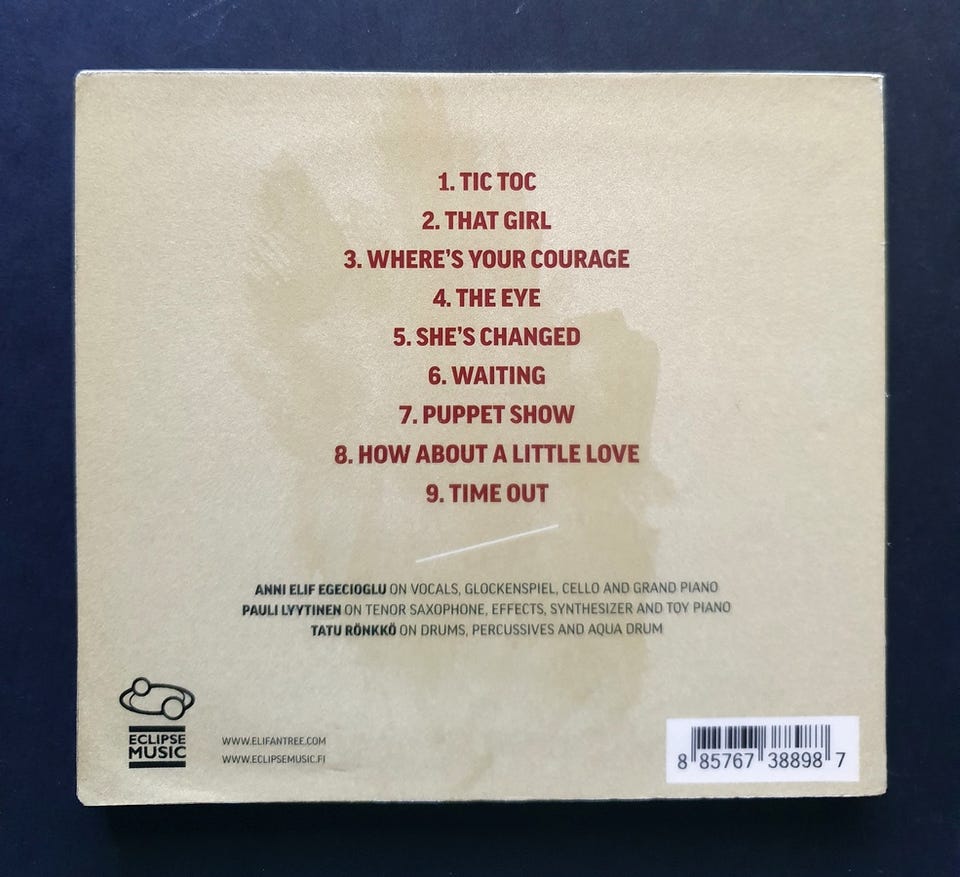 1. TIC TOC
2. THAT GIRL
3. WHERE'S YOUR COURAGE
4. THE EYE
5. SHE'S CHANGED
6. WAITING
7. PUPPET SHOW
8. HOW ABOUT A LITTLE LOVE
9. TIME OUT
ANNI ELIF EGECIOGLU ON VOCALS, GLOCKENSPIEL, CELLO AND GRAND PIANO
PAULI LYYTINEN ON TENOR SAXOPHONE, EFFECTS, SYNTHESIZER AND TOY PIANO
TATU RÖNKKÖ ON DRUMS, PERCUSSIVES AND AQUA DRUM
ECLIPSE
MUSIC
WWW.ELIFANTREE.COM
WWW.ECLIPSEMUSIC.FI
8 85767 38898 7